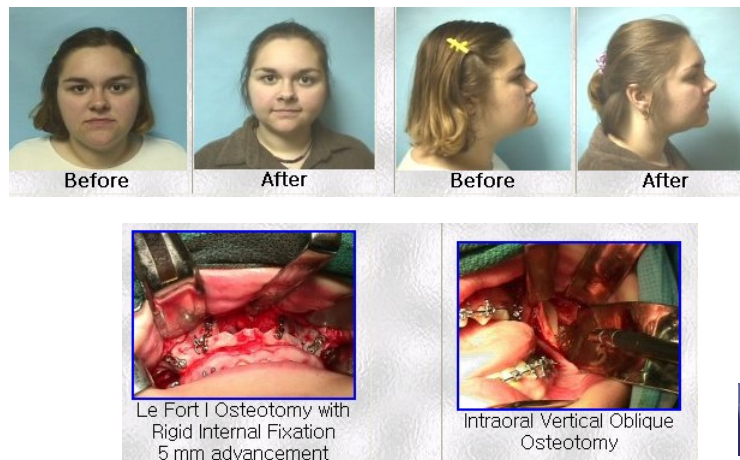 Before
After
Before
After
Le Fort I Osteotomy with
Rigid Internal Fixation
5 mm advancement
Intraoral Vertical Oblique
Osteotomy